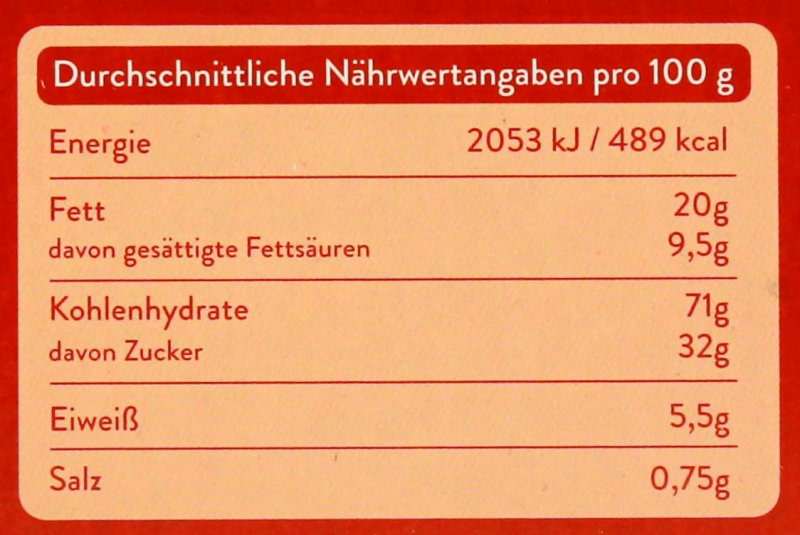 Durchschnittliche Nährwertangaben pro 100 g
Energie 2053 kJ / 489 kcal
Fett 20g
davon gesättigte Fettsäuren 9,5g
Kohlenhydrate 71g
davon Zucker 32g
Eiweiß 5,5g
Salz 0,75g